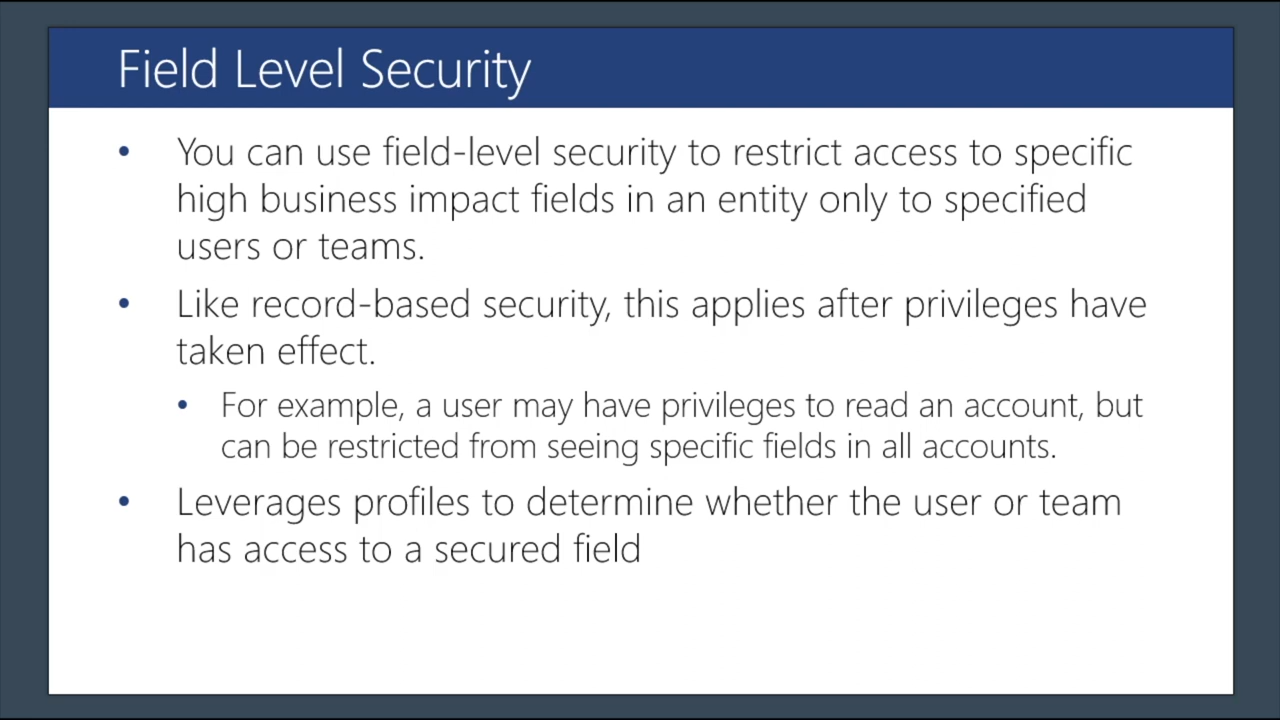 Field Level Security
• You can use field-level security to restrict access to specific
high business impact fields in an entity only to specified
users or teams.
• Like record-based security, this applies after privileges have
taken effect.
• For example, a user may have privileges to read an account, but
can be restricted from seeing specific fields in all accounts.
• Leverages profiles to determine whether the user or team
has access to a secured field